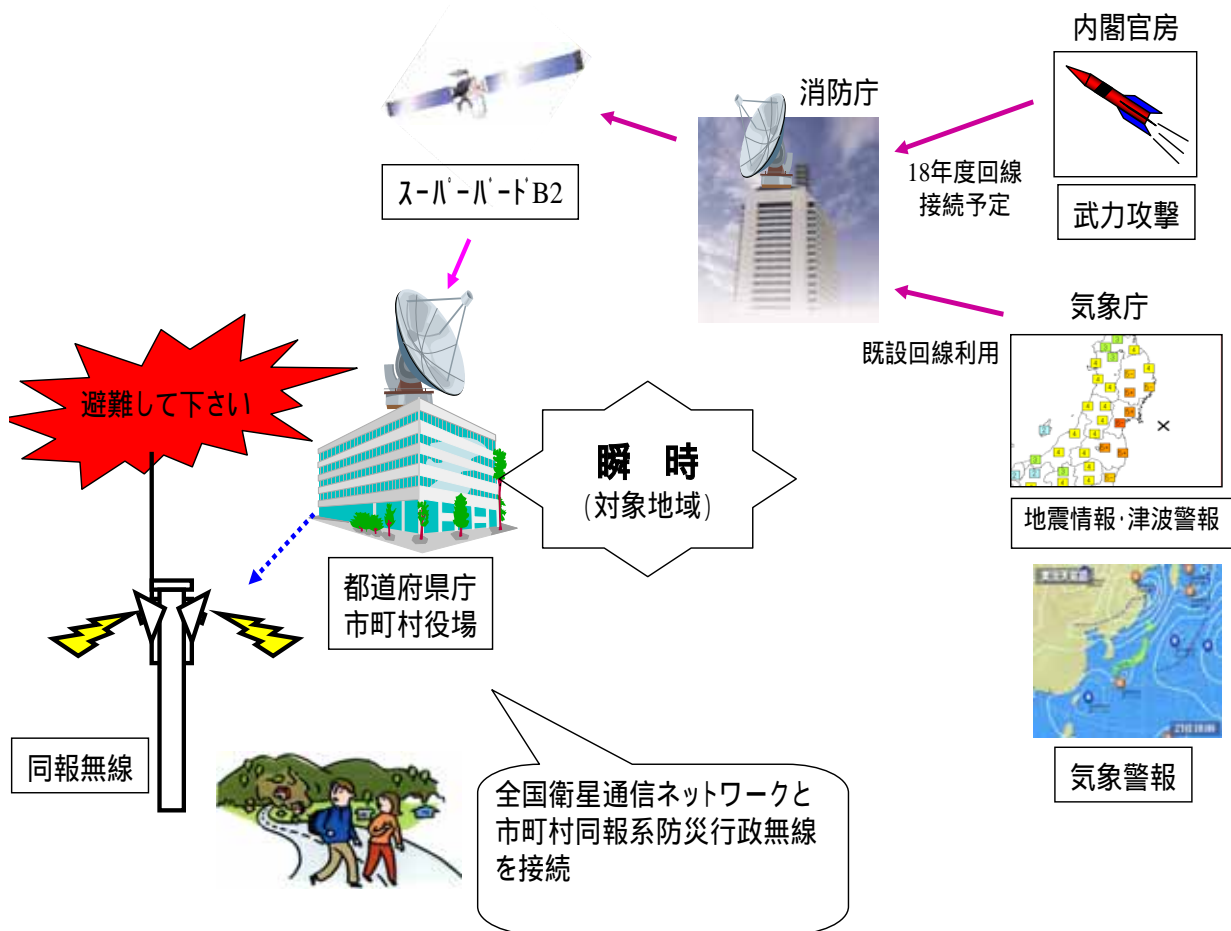 内閣官房
消防庁
18年度回線
接続予定
武力攻撃
スーパーバードB2
気象庁
既設回線利用
避難して下さい
瞬 時
(対象地域)
地震情報・津波警報
都道府県庁
市町村役場
同報無線
気象警報
全国衛星通信ネットワークと
市町村同報系防災行政無線
を接続